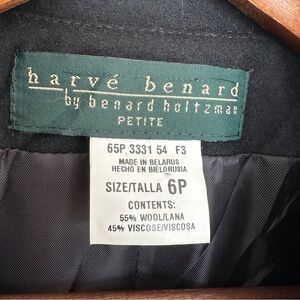 harvé benard
by benard holtzman
PETITE
65P 3331 54 F3
MADE IN BELARUS
HECHO EN BIELORUSIA
SIZE/TALLA 6P
CONTENTS:
55% WOOL/LANA
45% VISCOSE/VISCOSA